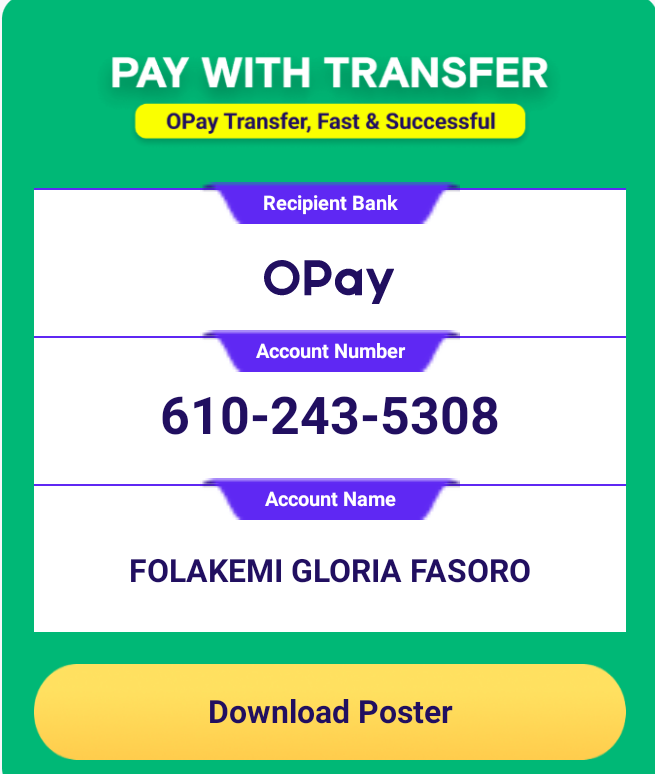 PAY WITH TRANSFER
OPay Transfer, Fast & Successful
Recipient Bank
OPay
Account Number
610-243-5308
Account Name
FOLAKEMI GLORIA FASORO
Download Poster